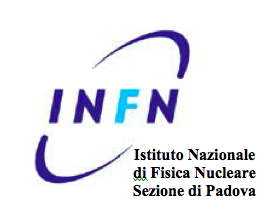 INFN
Istituto Nazionale
di Fisica Nucleare
Sezione di Padova